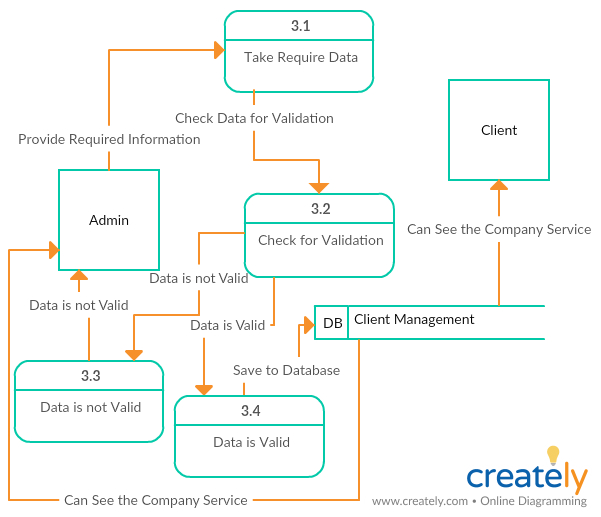 3.1
Take Require Data
Check Data for Validation
Provide Required Information
Client
Admin
3.2
Check for Validation
Can See the Company Service
Data is not Valid
Data is not Valid
Data is Valid
DB
Client Management
3.3
Data is not Valid
Save to Database
3.4
Data is Valid
Can See the Company Service
creately
www.creately.com • Online Diagramming